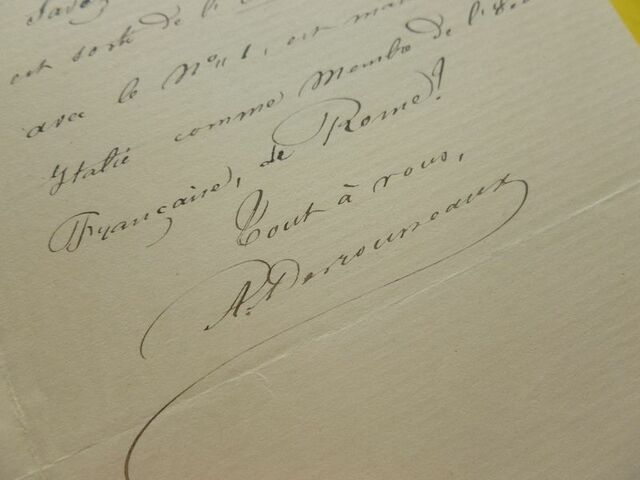 est sorti de l'
avec le Nº 1, est
Italie comme Membre de l'
Française, de Rome!
Tout à vous,
A. Desrousseaux